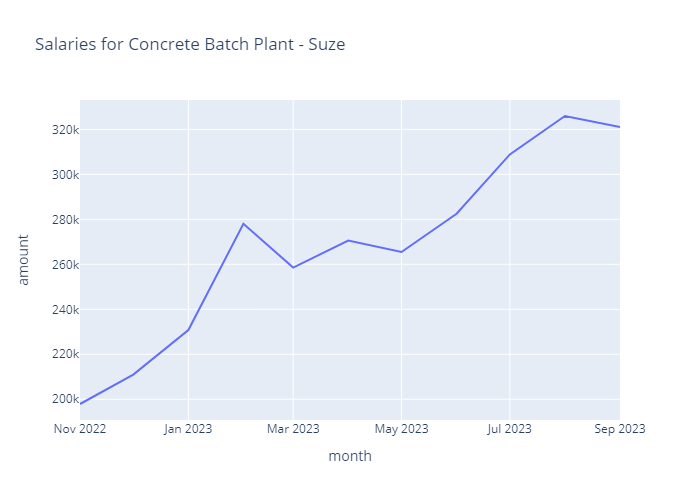 Salaries for Concrete Batch Plant - Suze
320k
300k
280k
260k
240k
220k
200k
amount
Nov 2022 Jan 2023 Mar 2023 May 2023 Jul 2023 Sep 2023
month